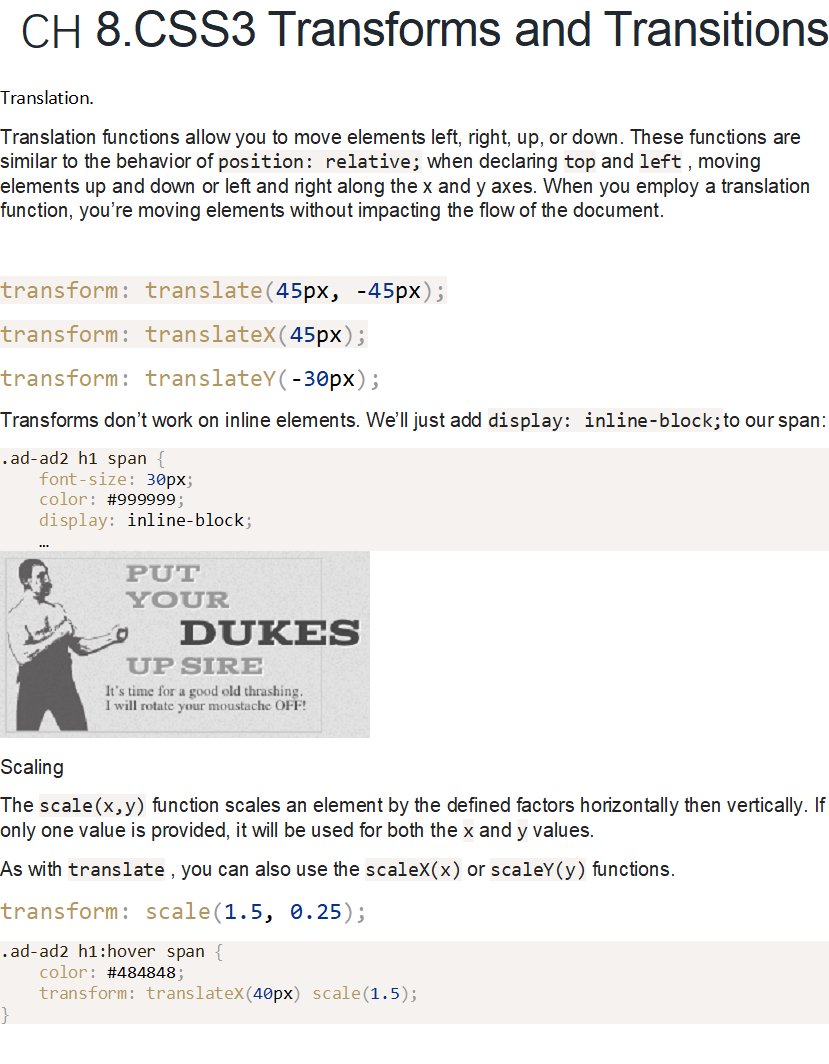 CH 8.CSS3 Transforms and Transitions
Translation.
Translation functions allow you to move elements left, right, up, or down. These functions are
similar to the behavior of position: relative; when declaring top and left , moving
elements up and down or left and right along the x and y axes. When you employ a translation
function, you’re moving elements without impacting the flow of the document.
transform: translate(45px, -45px);
transform: translateX(45px);
transform: translateY(-30px);
Transforms don’t work on inline elements. We’ll just add display: inline-block;to our span:
.ad-ad2 h1 span {
    font-size: 30px;
    color: #999999;
    display: inline-block;
    …
PUT
YOUR
DUKES
UP SIRE
It's time for a good old thrashing.
I will rotate your moustache OFF!
Scaling
The scale(x,y) function scales an element by the defined factors horizontally then vertically. If
only one value is provided, it will be used for both the x and y values.
As with translate , you can also use the scaleX(x) or scaleY(y) functions.
transform: scale(1.5, 0.25);
.ad-ad2 h1:hover span {
    color: #484848;
    transform: translateX(40px) scale(1.5);
}